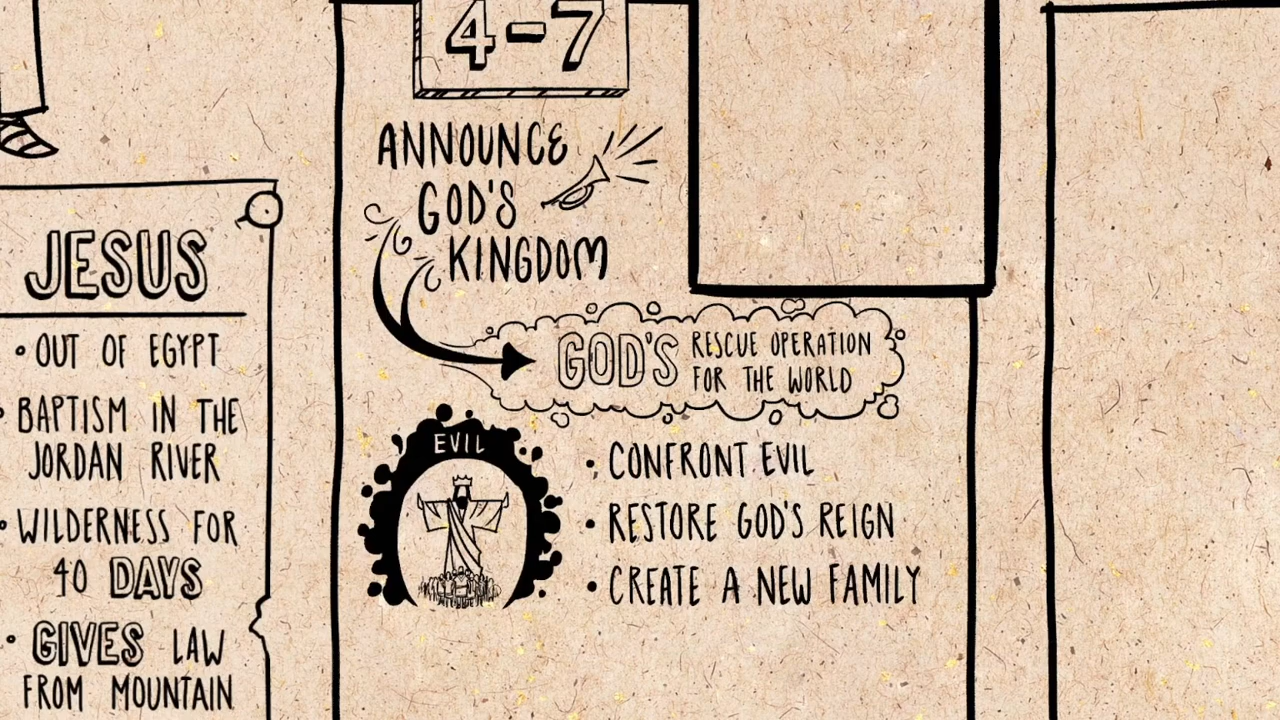 JESUS
• OUT OF EGYPT
• BAPTISM IN THE
JORDAN RIVER
• WILDERNESS FOR
40 DAYS
• GIVES LAW
FROM MOUNTAIN
4-7
ANNOUNCE
GOD'S
KINGDOM
GOD'S RESCUE OPERATION
FOR THE WORLD
EVIL
• CONFRONT EVIL
• RESTORE GOD'S REIGN
• CREATE A NEW FAMILY